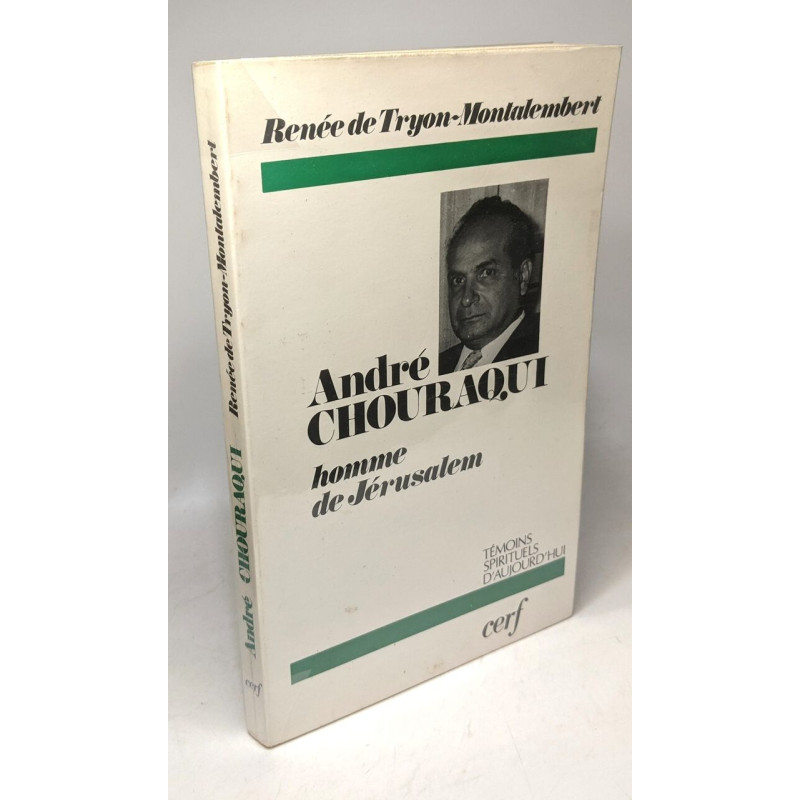 Renée de Tryon-Montalembert
André
CHOURAQUI
homme
de Jérusalem
TÉMOINS
SPIRITUELS
D'AUJOURD'HUI
cerf
Renée de Tryon-Montalembert
André CHOURAQUI
cerf